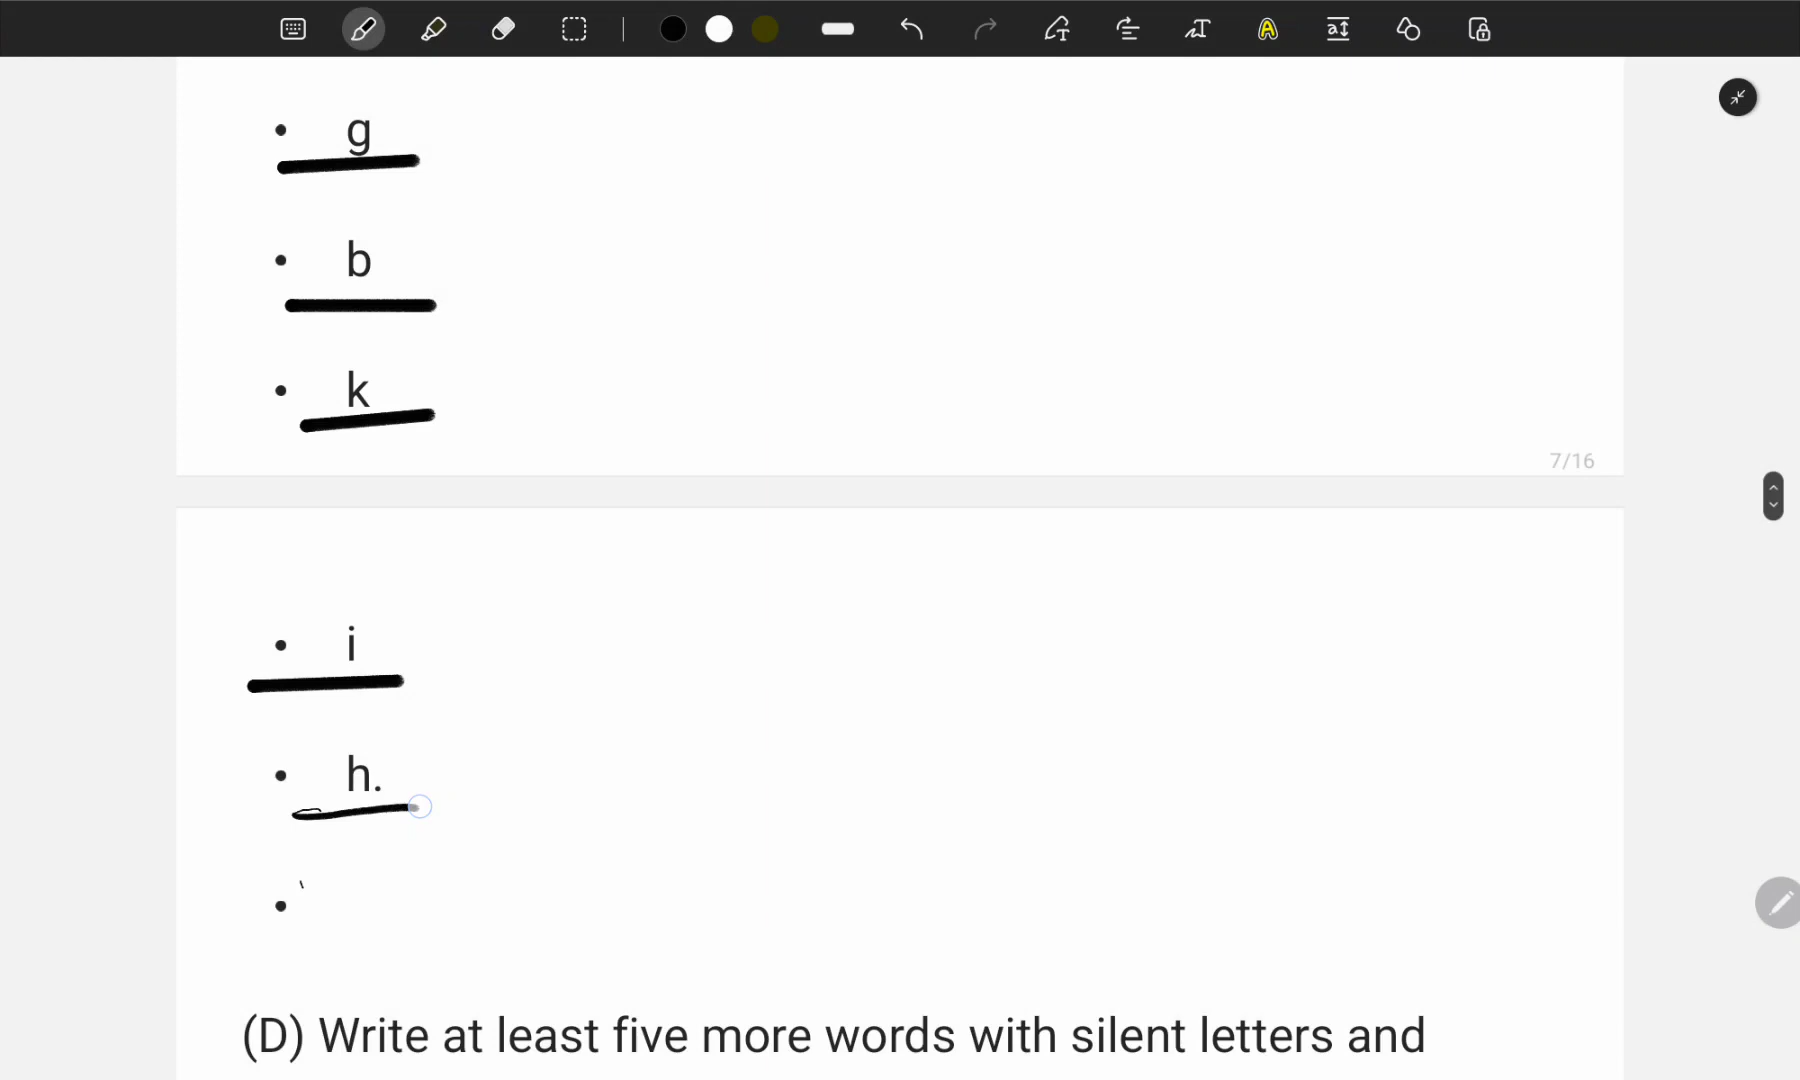 • g
• b
• k
7/16
• i
• h.
•
(D) Write at least five more words with silent letters and